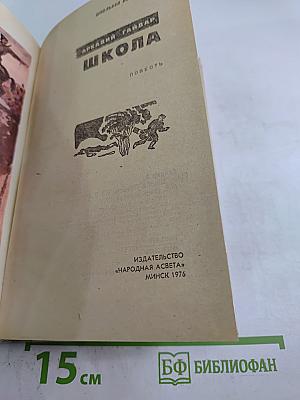 АРКАДИЙ ГАЙДАР
ШКОЛА
ПОВЕСТЬ
ИЗДАТЕЛЬСТВО
«НАРОДНАЯ АСВЕТА»
МИНСК 1976
15 см
БФ БИБЛИОФАН